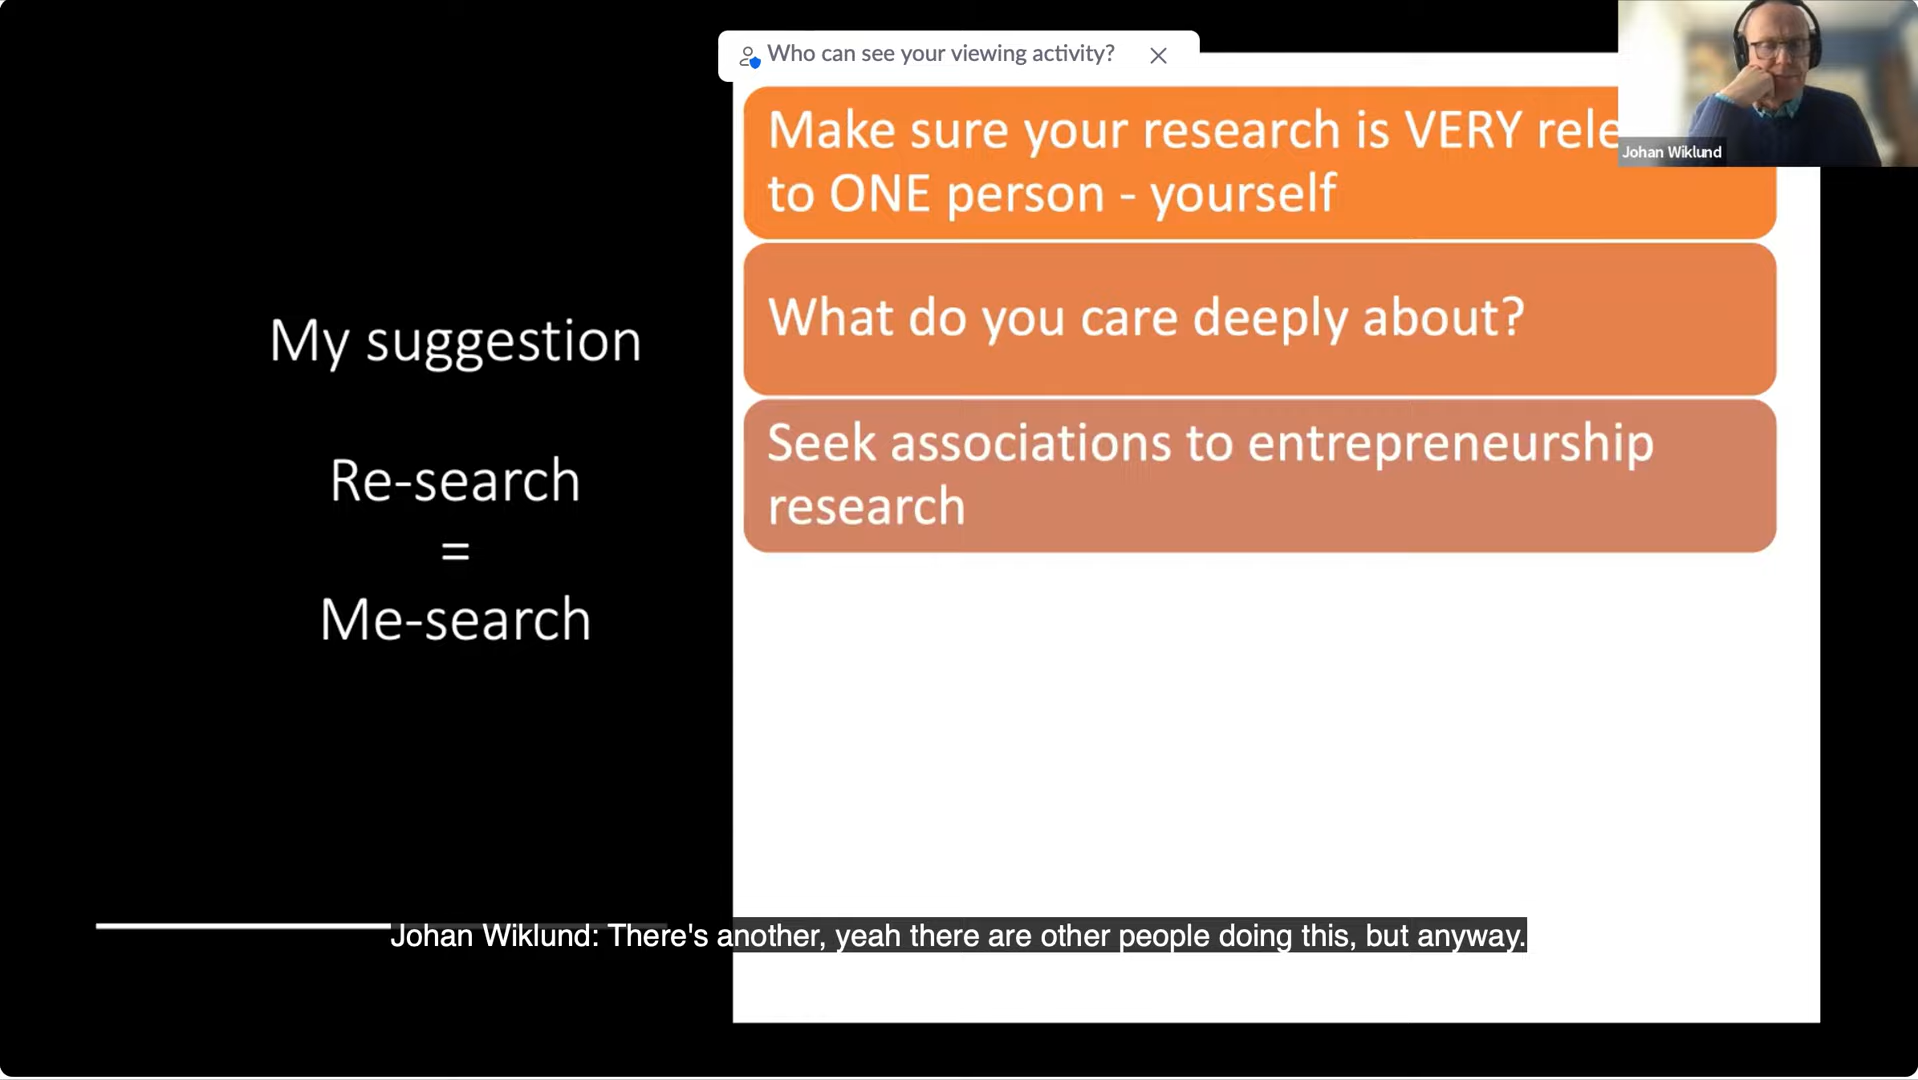 Who can see your viewing activity?
My suggestion
Re-search
=
Me-search
Make sure your research is VERY
to ONE person - yourself
What do you care deeply about?
Seek associations to entrepreneurship
research
Johan Wiklund
Johan Wiklund: There's another, yeah there are other people doing this, but anyway.